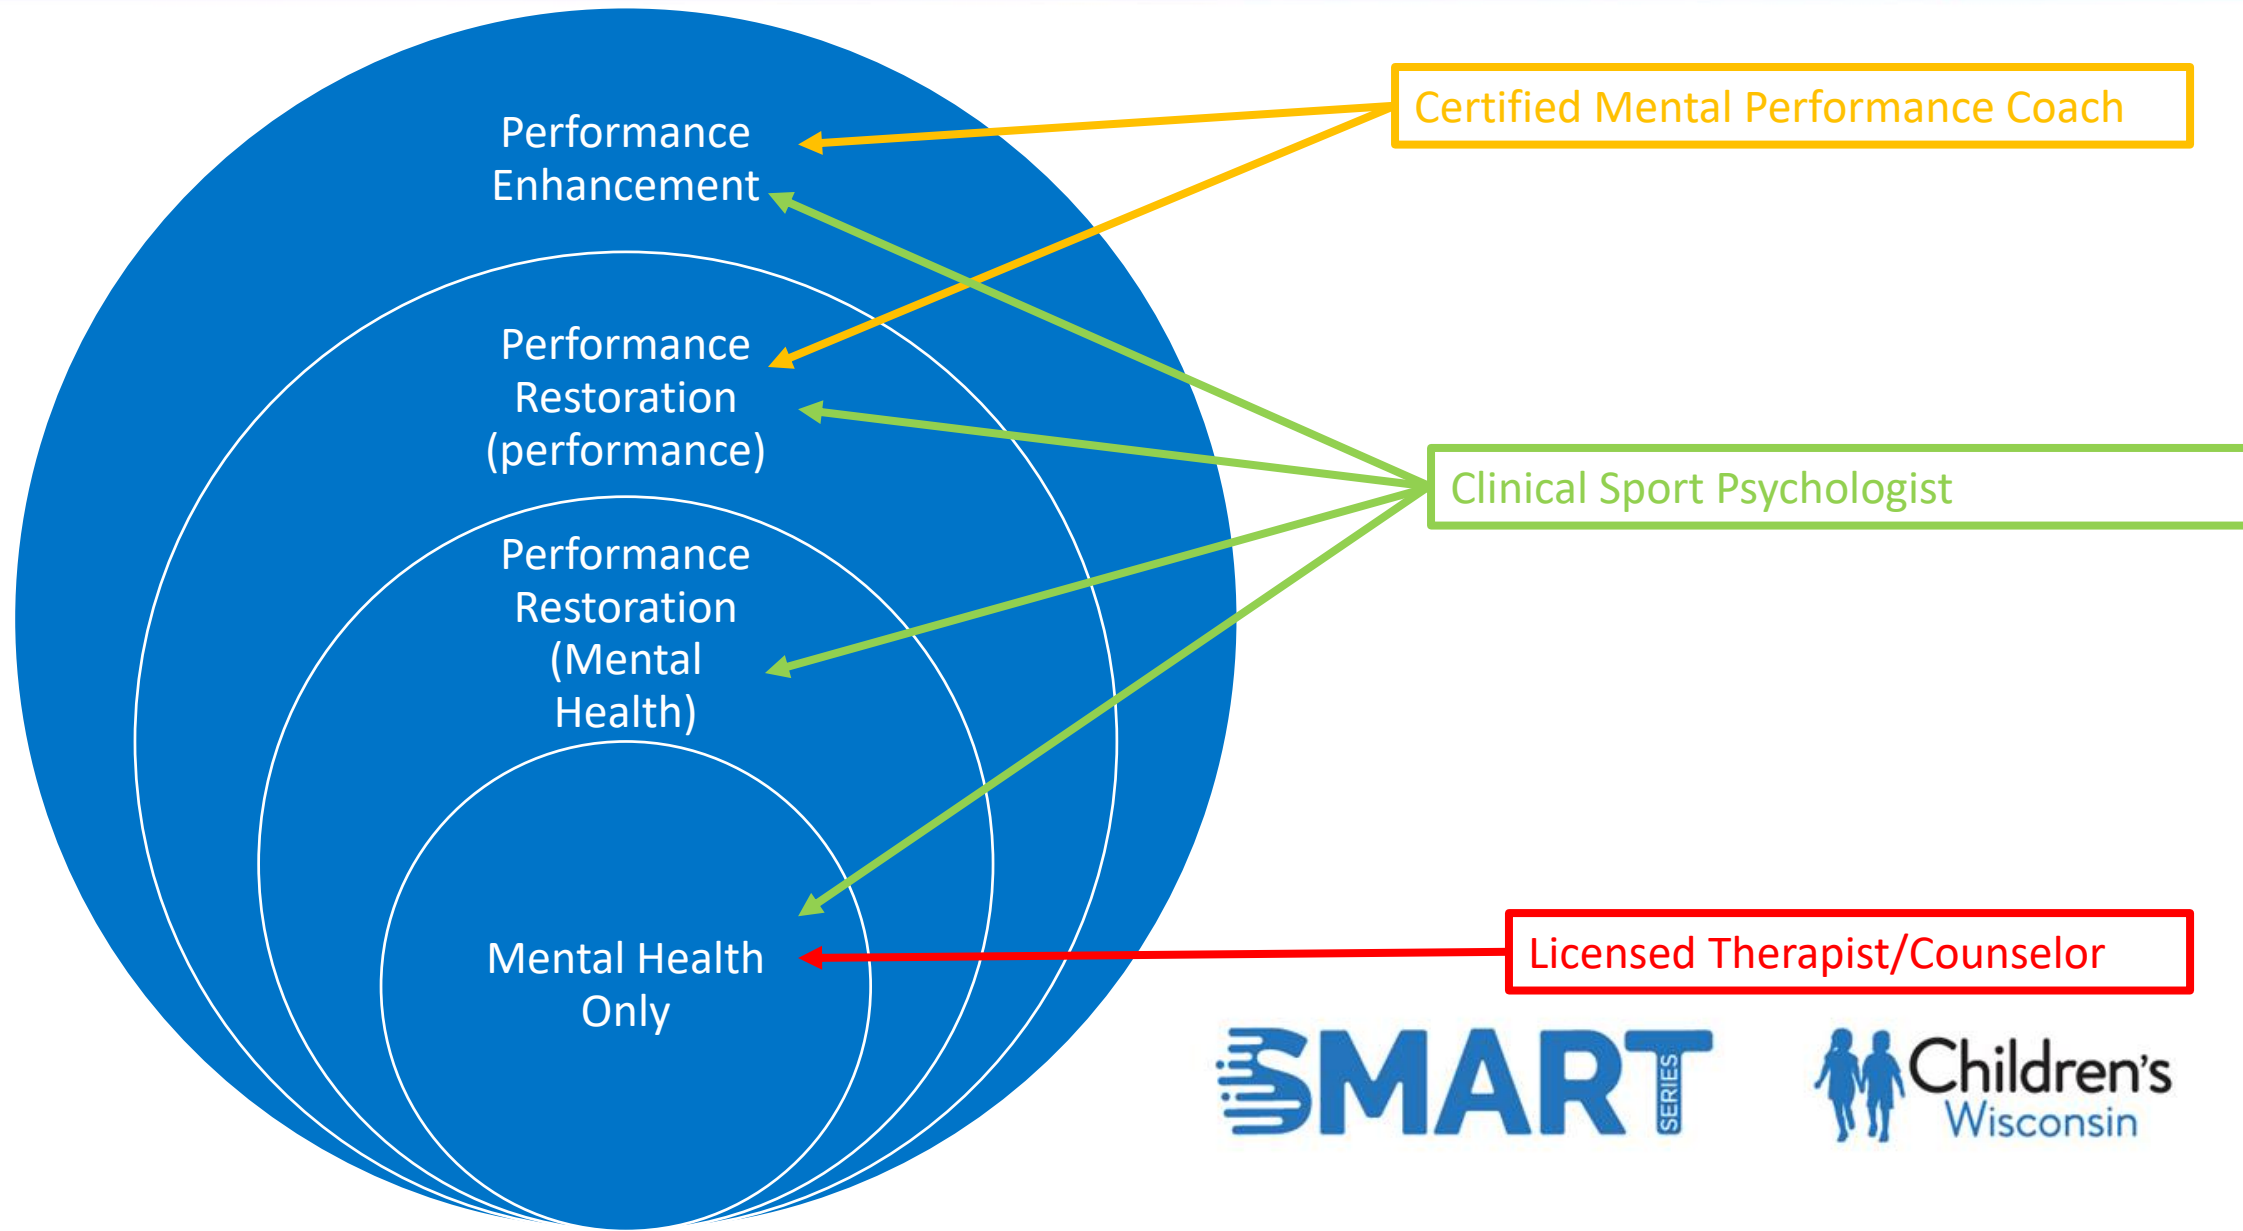 Performance
Enhancement
Performance
Restoration
(performance)
Performance
Restoration
(Mental
Health)
Mental Health
Only
Certified Mental Performance Coach
Clinical Sport Psychologist
Licensed Therapist/Counselor
SMART
SERIES
Children's
Wisconsin